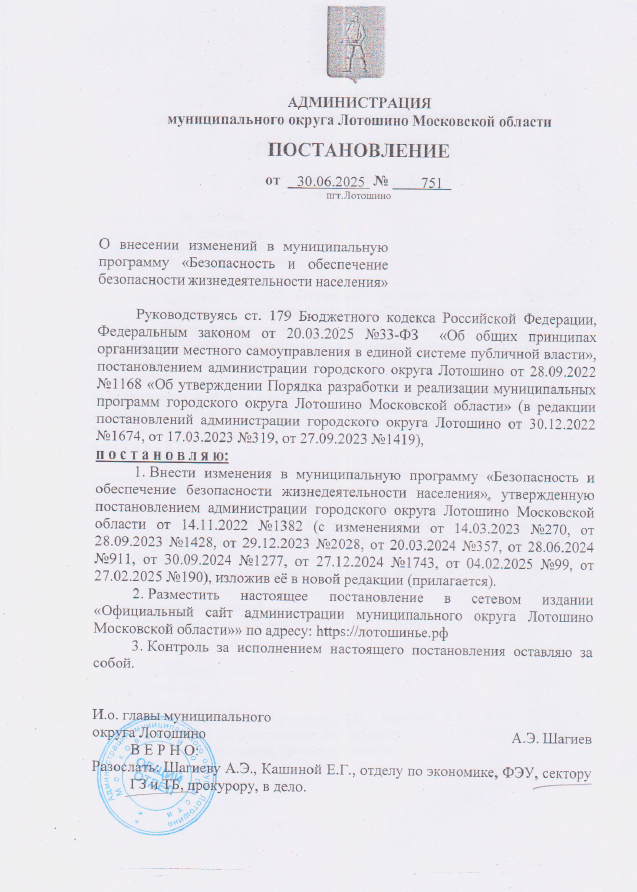 АДМИНИСТРАЦИЯ
муниципального округа Лотошино Московской области
ПОСТАНОВЛЕНИЕ
от 30.06.2025 № 751
пгт.Лотошино
О внесении изменений в муниципальную
программу «Безопасность и обеспечение
безопасности жизнедеятельности населения»
Руководствуясь ст. 179 Бюджетного кодекса Российской Федерации,
Федеральным законом от 20.03.2025 №33-ФЗ «Об общих принципах
организации местного самоуправления в единой системе публичной власти»,
постановлением администрации городского округа Лотошино от 28.09.2022
№1168 «Об утверждении Порядка разработки и реализации муниципальных
программ городского округа Лотошино Московской области» (в редакции
постановлений администрации городского округа Лотошино от 30.12.2022
№1674, от 17.03.2023 №319, от 27.09.2023 №1419),
п о с т а н о в л я ю:
1. Внести изменения в муниципальную программу «Безопасность и
обеспечение безопасности жизнедеятельности населения», утвержденную
постановлением администрации городского округа Лотошино Московской
области от 14.11.2022 №1382 (с изменениями от 14.03.2023 №270, от
28.09.2023 №1428, от 29.12.2023 №2028, от 20.03.2024 №357, от 28.06.2024
№911, от 30.09.2024 №1277, от 27.12.2024 №1743, от 04.02.2025 №99, от
27.02.2025 №190), изложив её в новой редакции (прилагается).
2. Разместить настоящее постановление в сетевом издании
«Официальный сайт администрации муниципального округа Лотошино
Московской области»» по адресу: https://лотошинье.рф
3. Контроль за исполнением настоящего постановления оставляю за
собой.
И.о. главы муниципального
округа Лотошино А.Э. Шагиев
В Е Р Н О:
Разослать: Шагиеву А.Э., Кашиной Е.Г., отделу по экономике, ФЭУ, сектору
ГЗ и ТБ, прокурору, в дело.
ОБЩИЙ
ОТДЕЛ
Администрация муниципального округа Лотошино
Московской области